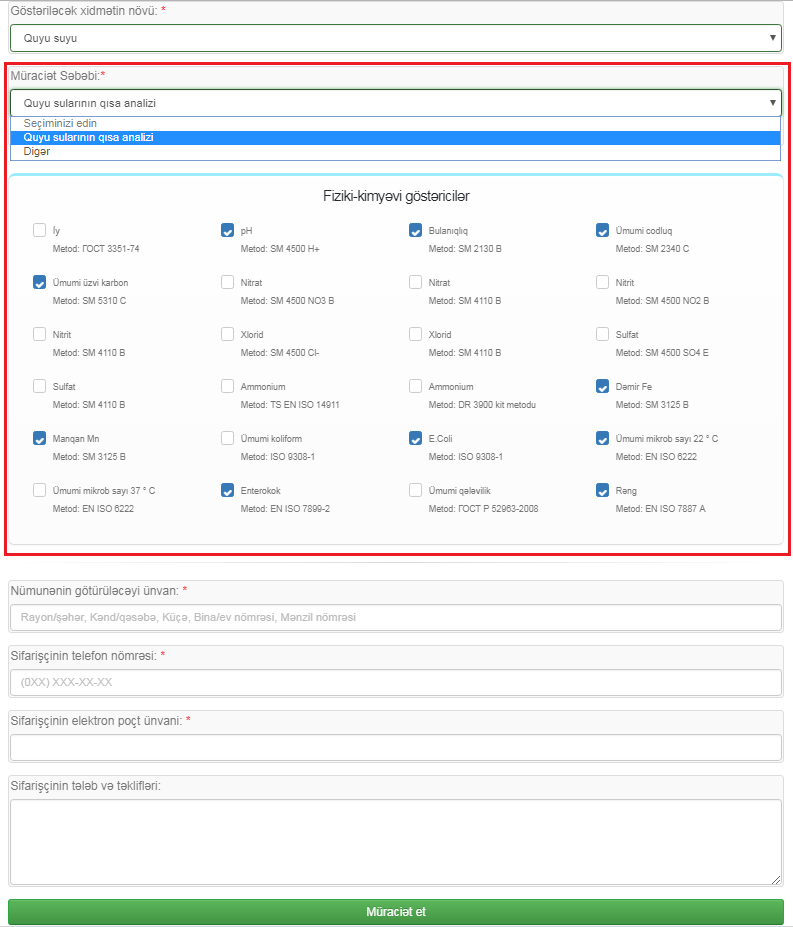 Göstəriləcək xidmətin növü: *
Quyu suyu
Müraciət Səbəbi:*
Quyu sularının qısa analizi
Seçiminizi edin
Quyu sularının qısa analizi
Digər
Fiziki-kimyəvi göstəricilər
İy pH Bulanıqlıq Ümumi codluq
Metod: ГОСТ 3351-74 Metod: SM 4500 H+ Metod: SM 2130 B Metod: SM 2340 C
Ümumi üzvi karbon Nitrat Nitrat Nitrit
Metod: SM 5310 C Metod: SM 4500 NO3 B Metod: SM 4110 B Metod: SM 4500 NO2 B
Nitrit Xlorid Xlorid Sulfat
Metod: SM 4110 B Metod: SM 4500 Cl- Metod: SM 4110 B Metod: SM 4500 SO4 E
Sulfat Ammonium Ammonium Dəmir Fe
Metod: SM 4110 B Metod: TS EN ISO 14911 Metod: DR 3900 kit metodu Metod: SM 3125 B
Manqan Mn Ümumi koliform E.Coli Ümumi mikrob sayı 22 ° C
Metod: SM 3125 B Metod: ISO 9308-1 Metod: ISO 9308-1 Metod: EN ISO 6222
Ümumi mikrob sayı 37 ° C Enterokok Ümumi qələvilik Rəng
Metod: EN ISO 6222 Metod: EN ISO 7899-2 Metod: ГОСТ Р 52963-2008 Metod: EN ISO 7887 A
Nümunənin götürüləcəyi ünvan: *
Rayon/şəhər, Kənd/qəsəbə, Küçə, Bina/ev nömrəsi, Mənzil nömrəsi
Sifarişçinin telefon nömrəsi: *
(0XX) XXX-XX-XX
Sifarişçinin elektron poçt ünvani: *
Sifarişçinin tələb və təklifləri:
Müraciət et